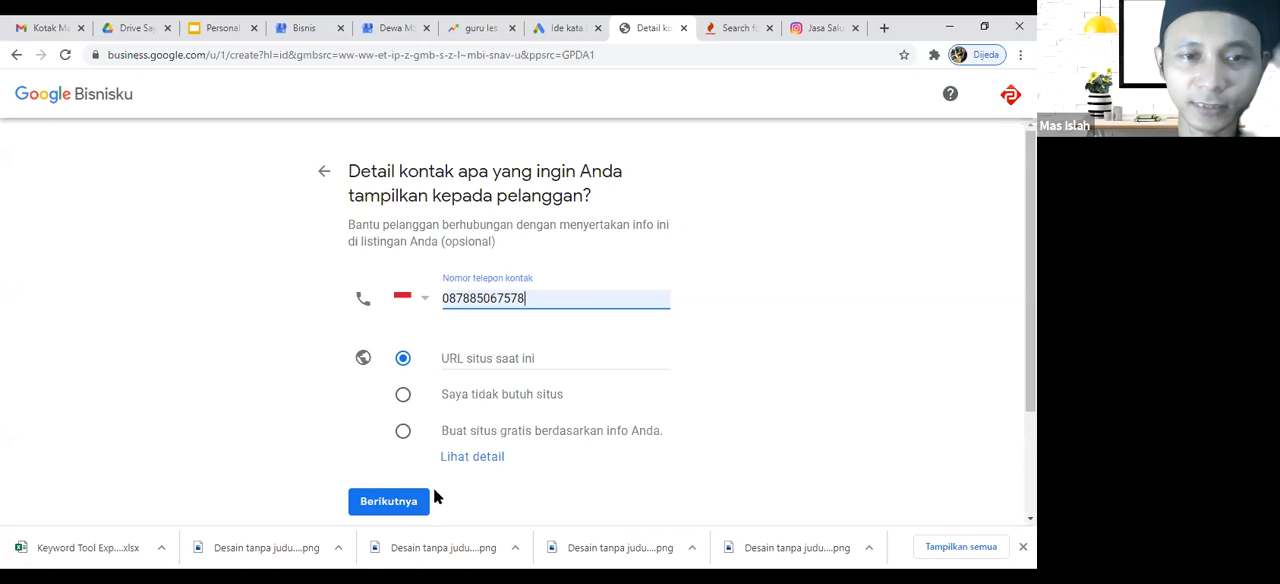 Kotak M
Drive Say
Personal
Bisnis
Dewa M
guru les
Ide kata
Detail ko
Search fo
Jasa Salu
business.google.com/u/1/create?hl=id&gmbsrc=ww-ww-et-ip-z-gmb-s-z-l~mbi-snav-u&ppsrc=GPDA1
Dijeda
Google Bisnisku
Mas Islah
Detail kontak apa yang ingin Anda
tampilkan kepada pelanggan?
Bantu pelanggan berhubungan dengan menyertakan info ini
di listingan Anda (opsional)
Nomor telepon kontak
087885067578
URL situs saat ini
Saya tidak butuh situs
Buat situs gratis berdasarkan info Anda.
Lihat detail
Berikutnya
Keyword Tool Exp....xlsx
Desain tanpa judu....png
Desain tanpa judu....png
Desain tanpa judu....png
Desain tanpa judu....png
Tampilkan semua